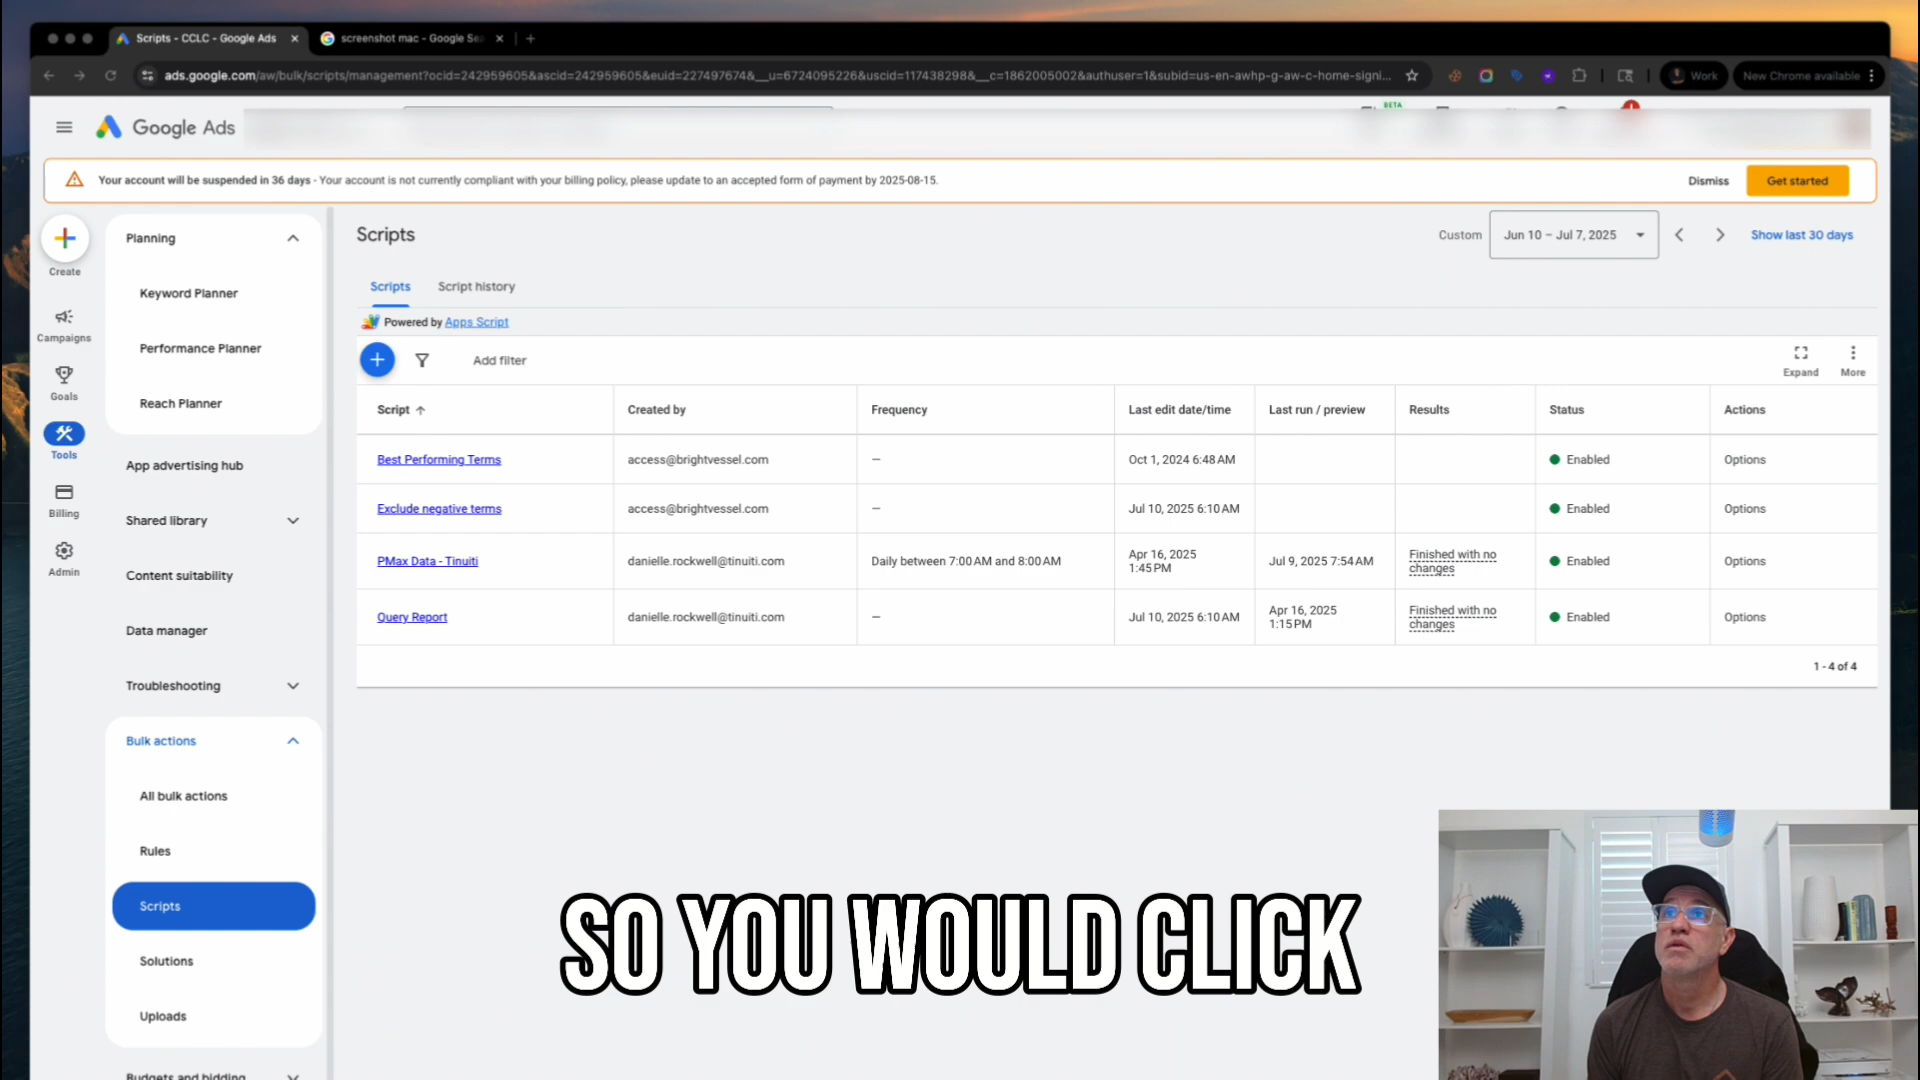 Scripts - CCLC - Google Ads
screenshot mac - Google Sea
ads.google.com/aw/bulk/scripts/management?ocid=242959605&ascid=242959605&euid=227497674&__u=6724095226&uscid=117438298&__c=1862005002&authuser=1&subid=us-en-awhp-g-aw-c-home-signi...
Work
New Chrome available
Google Ads
BETA
Your account will be suspended in 36 days - Your account is not currently compliant with your billing policy, please update to an accepted form of payment by 2025-08-15.
Dismiss
Get started
Create
Campaigns
Goals
Tools
Billing
Admin
Planning
Keyword Planner
Performance Planner
Reach Planner
App advertising hub
Shared library
Content suitability
Data manager
Troubleshooting
Bulk actions
All bulk actions
Rules
Scripts
Solutions
Uploads
Budgets and bidding
Scripts
Custom
Jun 10 – Jul 7, 2025
Show last 30 days
Scripts
Script history
Powered by Apps Script
Add filter
Expand
More
Script Created by Frequency Last edit date/time Last run / preview Results Status Actions
Best Performing Terms access@brightvessel.com — Oct 1, 2024 6:48 AM Enabled Options
Exclude negative terms access@brightvessel.com — Jul 10, 2025 6:10 AM Enabled Options
PMax Data - Tinuiti danielle.rockwell@tinuiti.com Daily between 7:00 AM and 8:00 AM Apr 16, 2025 1:45 PM Jul 9, 2025 7:54 AM Finished with no changes Enabled Options
Query Report danielle.rockwell@tinuiti.com — Jul 10, 2025 6:10 AM Apr 16, 2025 1:15 PM Finished with no changes Enabled Options
1 - 4 of 4
SO YOU WOULD CLICK